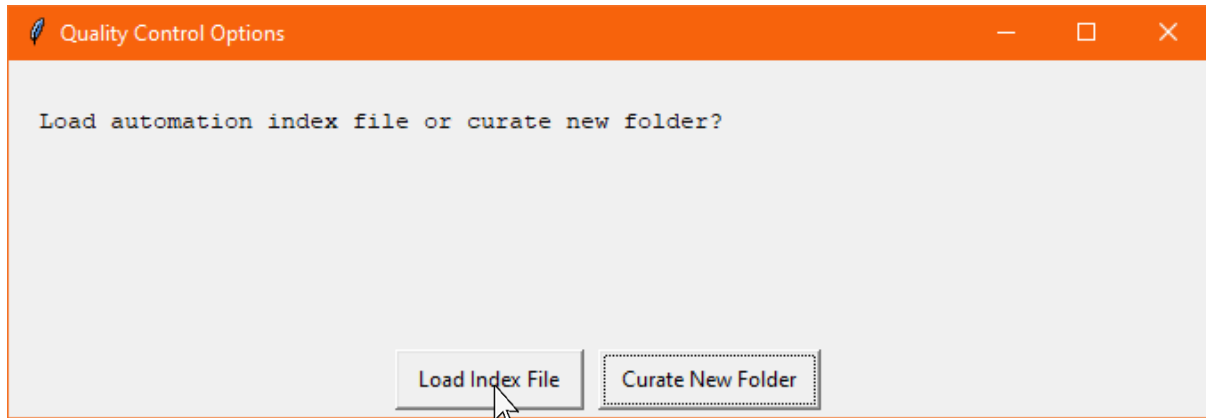 Quality Control Options
Load automation index file or curate new folder?
Load Index File Curate New Folder